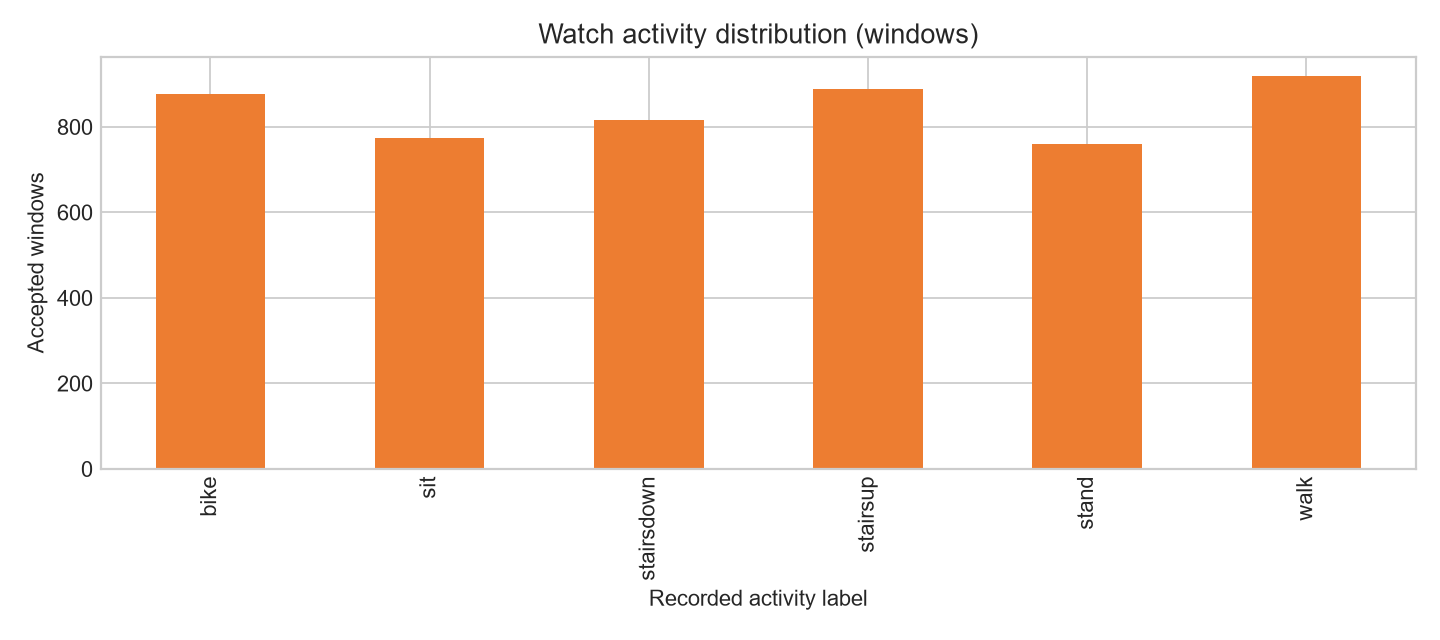 Watch activity distribution (windows)
Accepted windows
800
600
400
200
0
bike
sit
stairsdown
stairsup
stand
walk
Recorded activity label